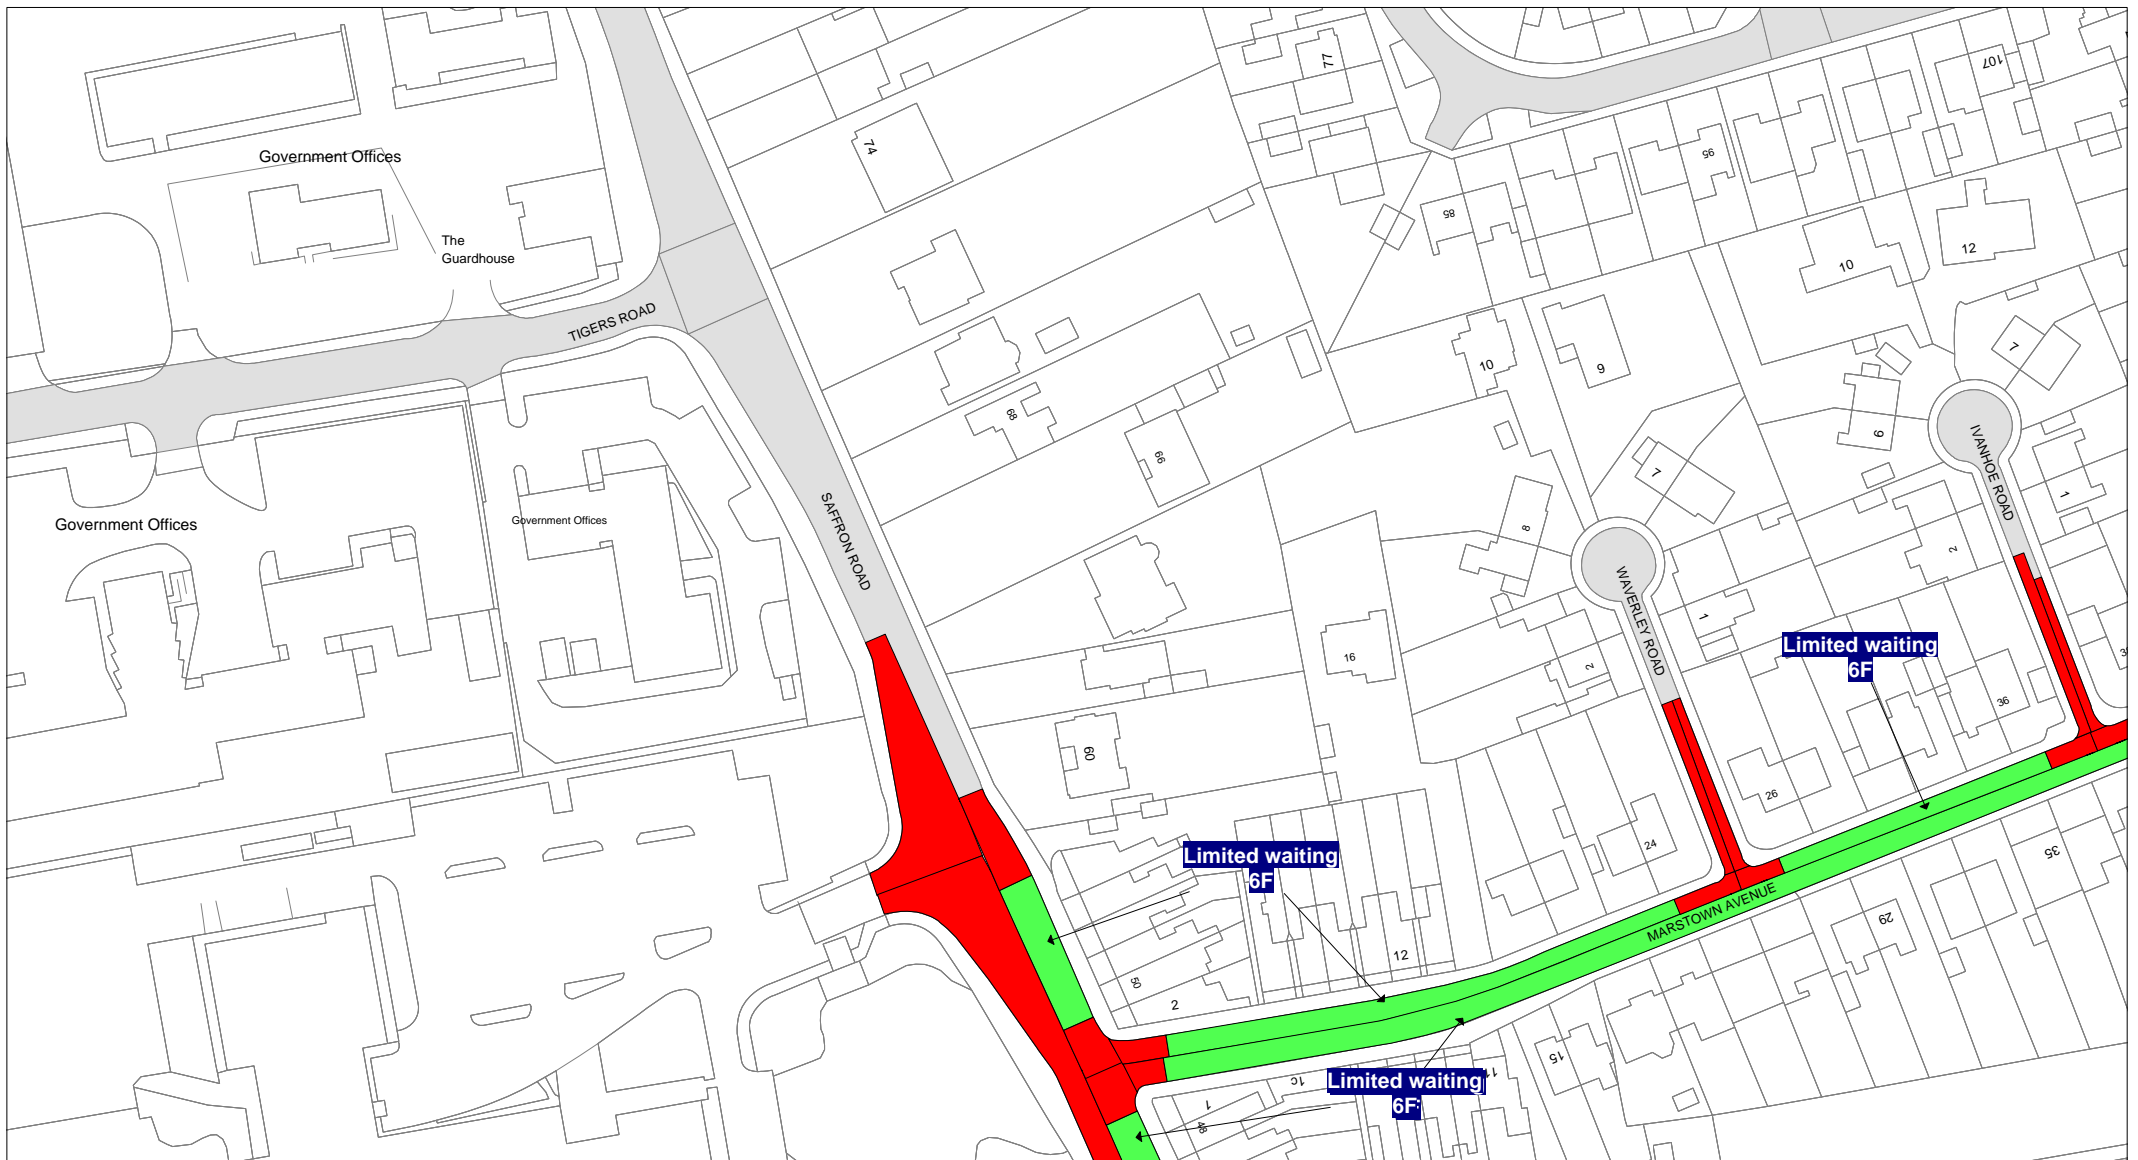 77
107
74
Government Offices
95
85
The
Guardhouse
12
10
TIGERS ROAD
7
10
9
68
6
66
IVANHOE ROAD
7
1
SAFFRON ROAD
Government Offices
Government Offices
8
2
WAVERLEY ROAD
1
Limited waiting
6F
16
2
36
60
26
24
Limited waiting
6F
35
MARSTOWN AVENUE
29
12
50
2
15
11
1c
Limited waiting
6F
1
48